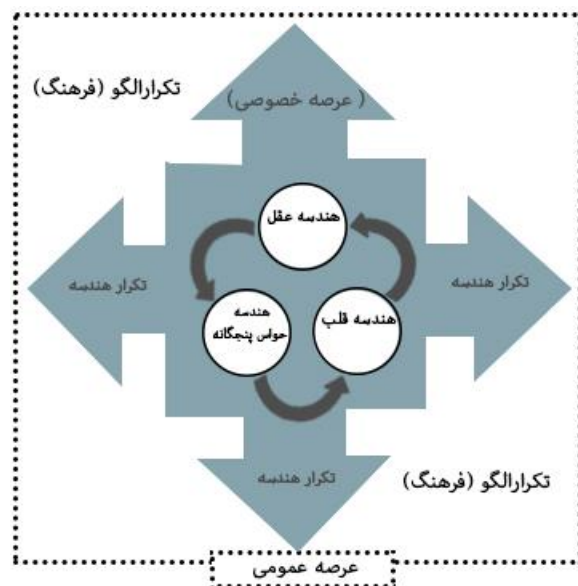 تکرارالگو (فرهنگ)
( عرصه خصوصی)
هندسه عقل
تکرار هندسه
تکرار هندسه
هندسه قلب
هندسه
حواس پنجگانه
تکرار هندسه
تکرارالگو (فرهنگ)
عرصه عمومی